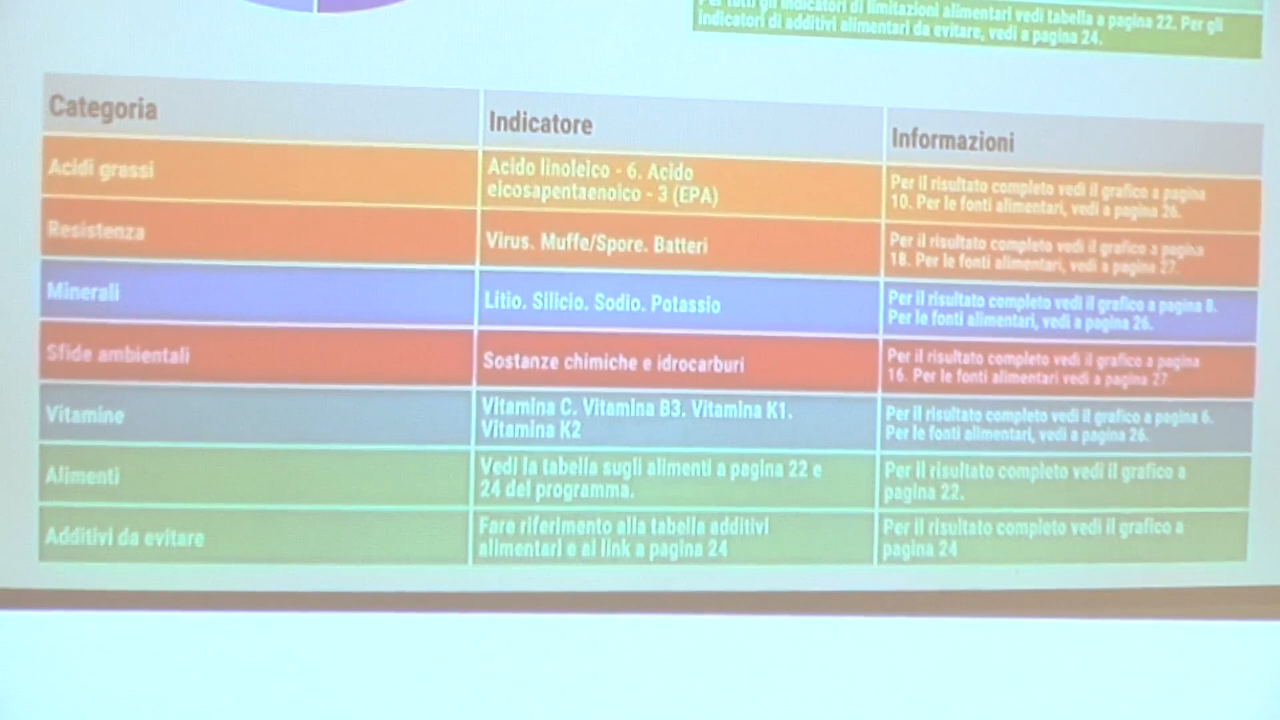 Per tutti gli indicatori di limitazioni alimentari vedi tabella a pagina 22. Per gli
indicatori di additivi alimentari da evitare, vedi a pagina 24.
Categoria
Indicatore
Informazioni
Acidi grassi
Acido linoleico - 6. Acido
eicosapentaenoico - 3 (EPA)
Per il risultato completo vedi il grafico a pagina
10. Per le fonti alimentari, vedi a pagina 26.
Resistenza
Virus. Muffe/Spore. Batteri
Per il risultato completo vedi il grafico a pagina
18. Per le fonti alimentari, vedi a pagina 27.
Minerali
Litio. Silicio. Sodio. Potassio
Per il risultato completo vedi il grafico a pagina 8.
Per le fonti alimentari, vedi a pagina 26.
Sfide ambientali
Sostanze chimiche e idrocarburi
Per il risultato completo vedi il grafico a pagina
16. Per le fonti alimentari vedi a pagina 27
Vitamine
Vitamina C. Vitamina B3. Vitamina K1.
Vitamina K2
Per il risultato completo vedi il grafico a pagina 6.
Per le fonti alimentari, vedi a pagina 26.
Alimenti
Vedi la tabella sugli alimenti a pagina 22 e
24 del programma.
Per il risultato completo vedi il grafico a
pagina 22.
Additivi da evitare
Fare riferimento alla tabella additivi
alimentari e al link a pagina 24
Per il risultato completo vedi il grafico a
pagina 24